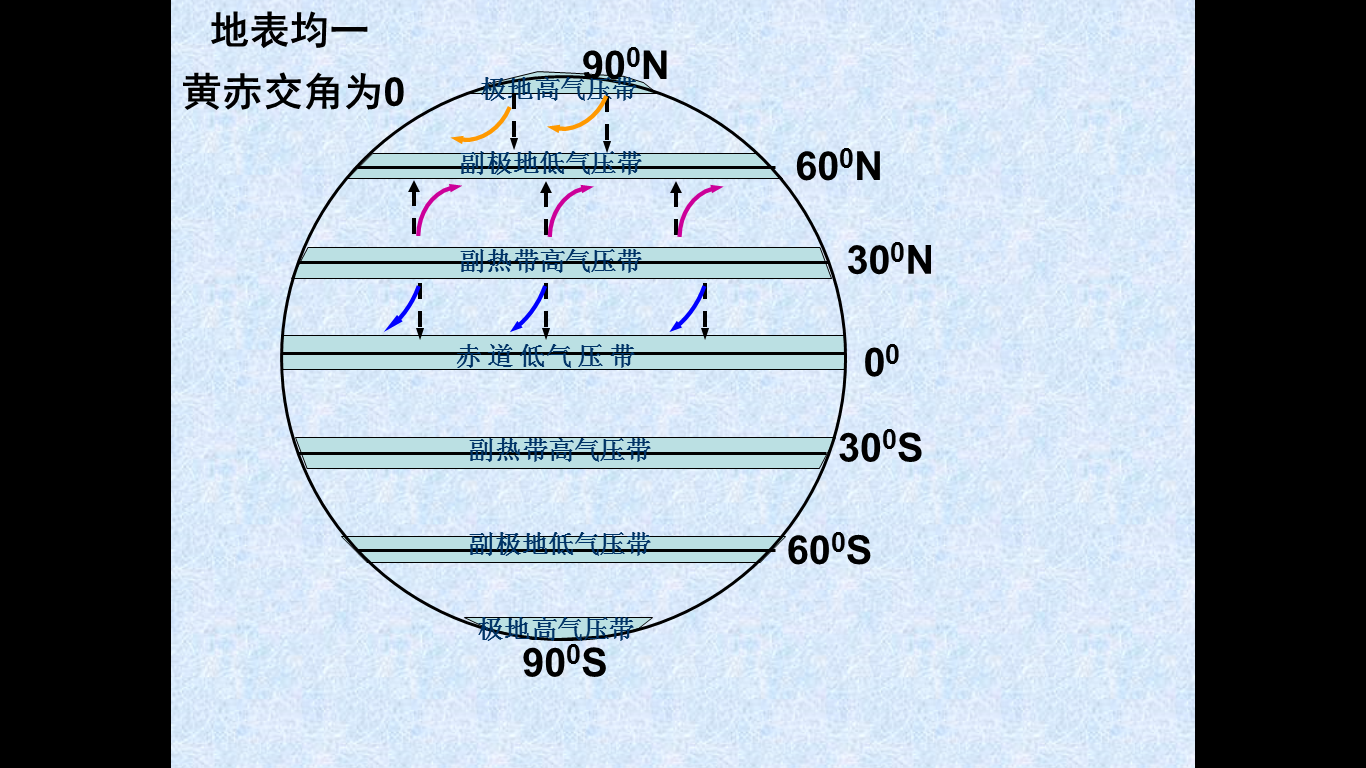 地表均一
黄赤交角为0
90⁰N
极地高气压带
副极地低气压带
60⁰N
副热带高气压带
30⁰N
赤道低气压带
0⁰
副热带高气压带
30⁰S
副极地低气压带
60⁰S
极地高气压带
90⁰S